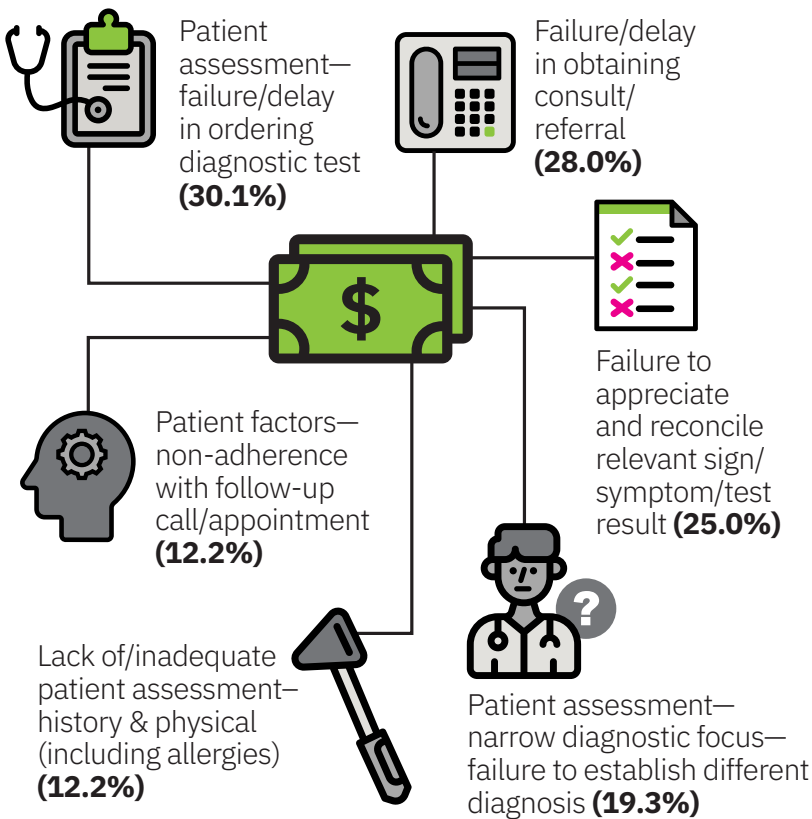 Patient
assessment—
failure/delay
in ordering
diagnostic test
(30.1%)
Failure/delay
in obtaining
consult/
referral
(28.0%)
$
Failure to
appreciate
and reconcile
relevant sign/
symptom/test
result (25.0%)
Patient factors—
non-adherence
with follow-up
call/appointment
(12.2%)
?
Lack of/inadequate
patient assessment–
history & physical
(including allergies)
(12.2%)
Patient assessment—
narrow diagnostic focus—
failure to establish different
diagnosis (19.3%)